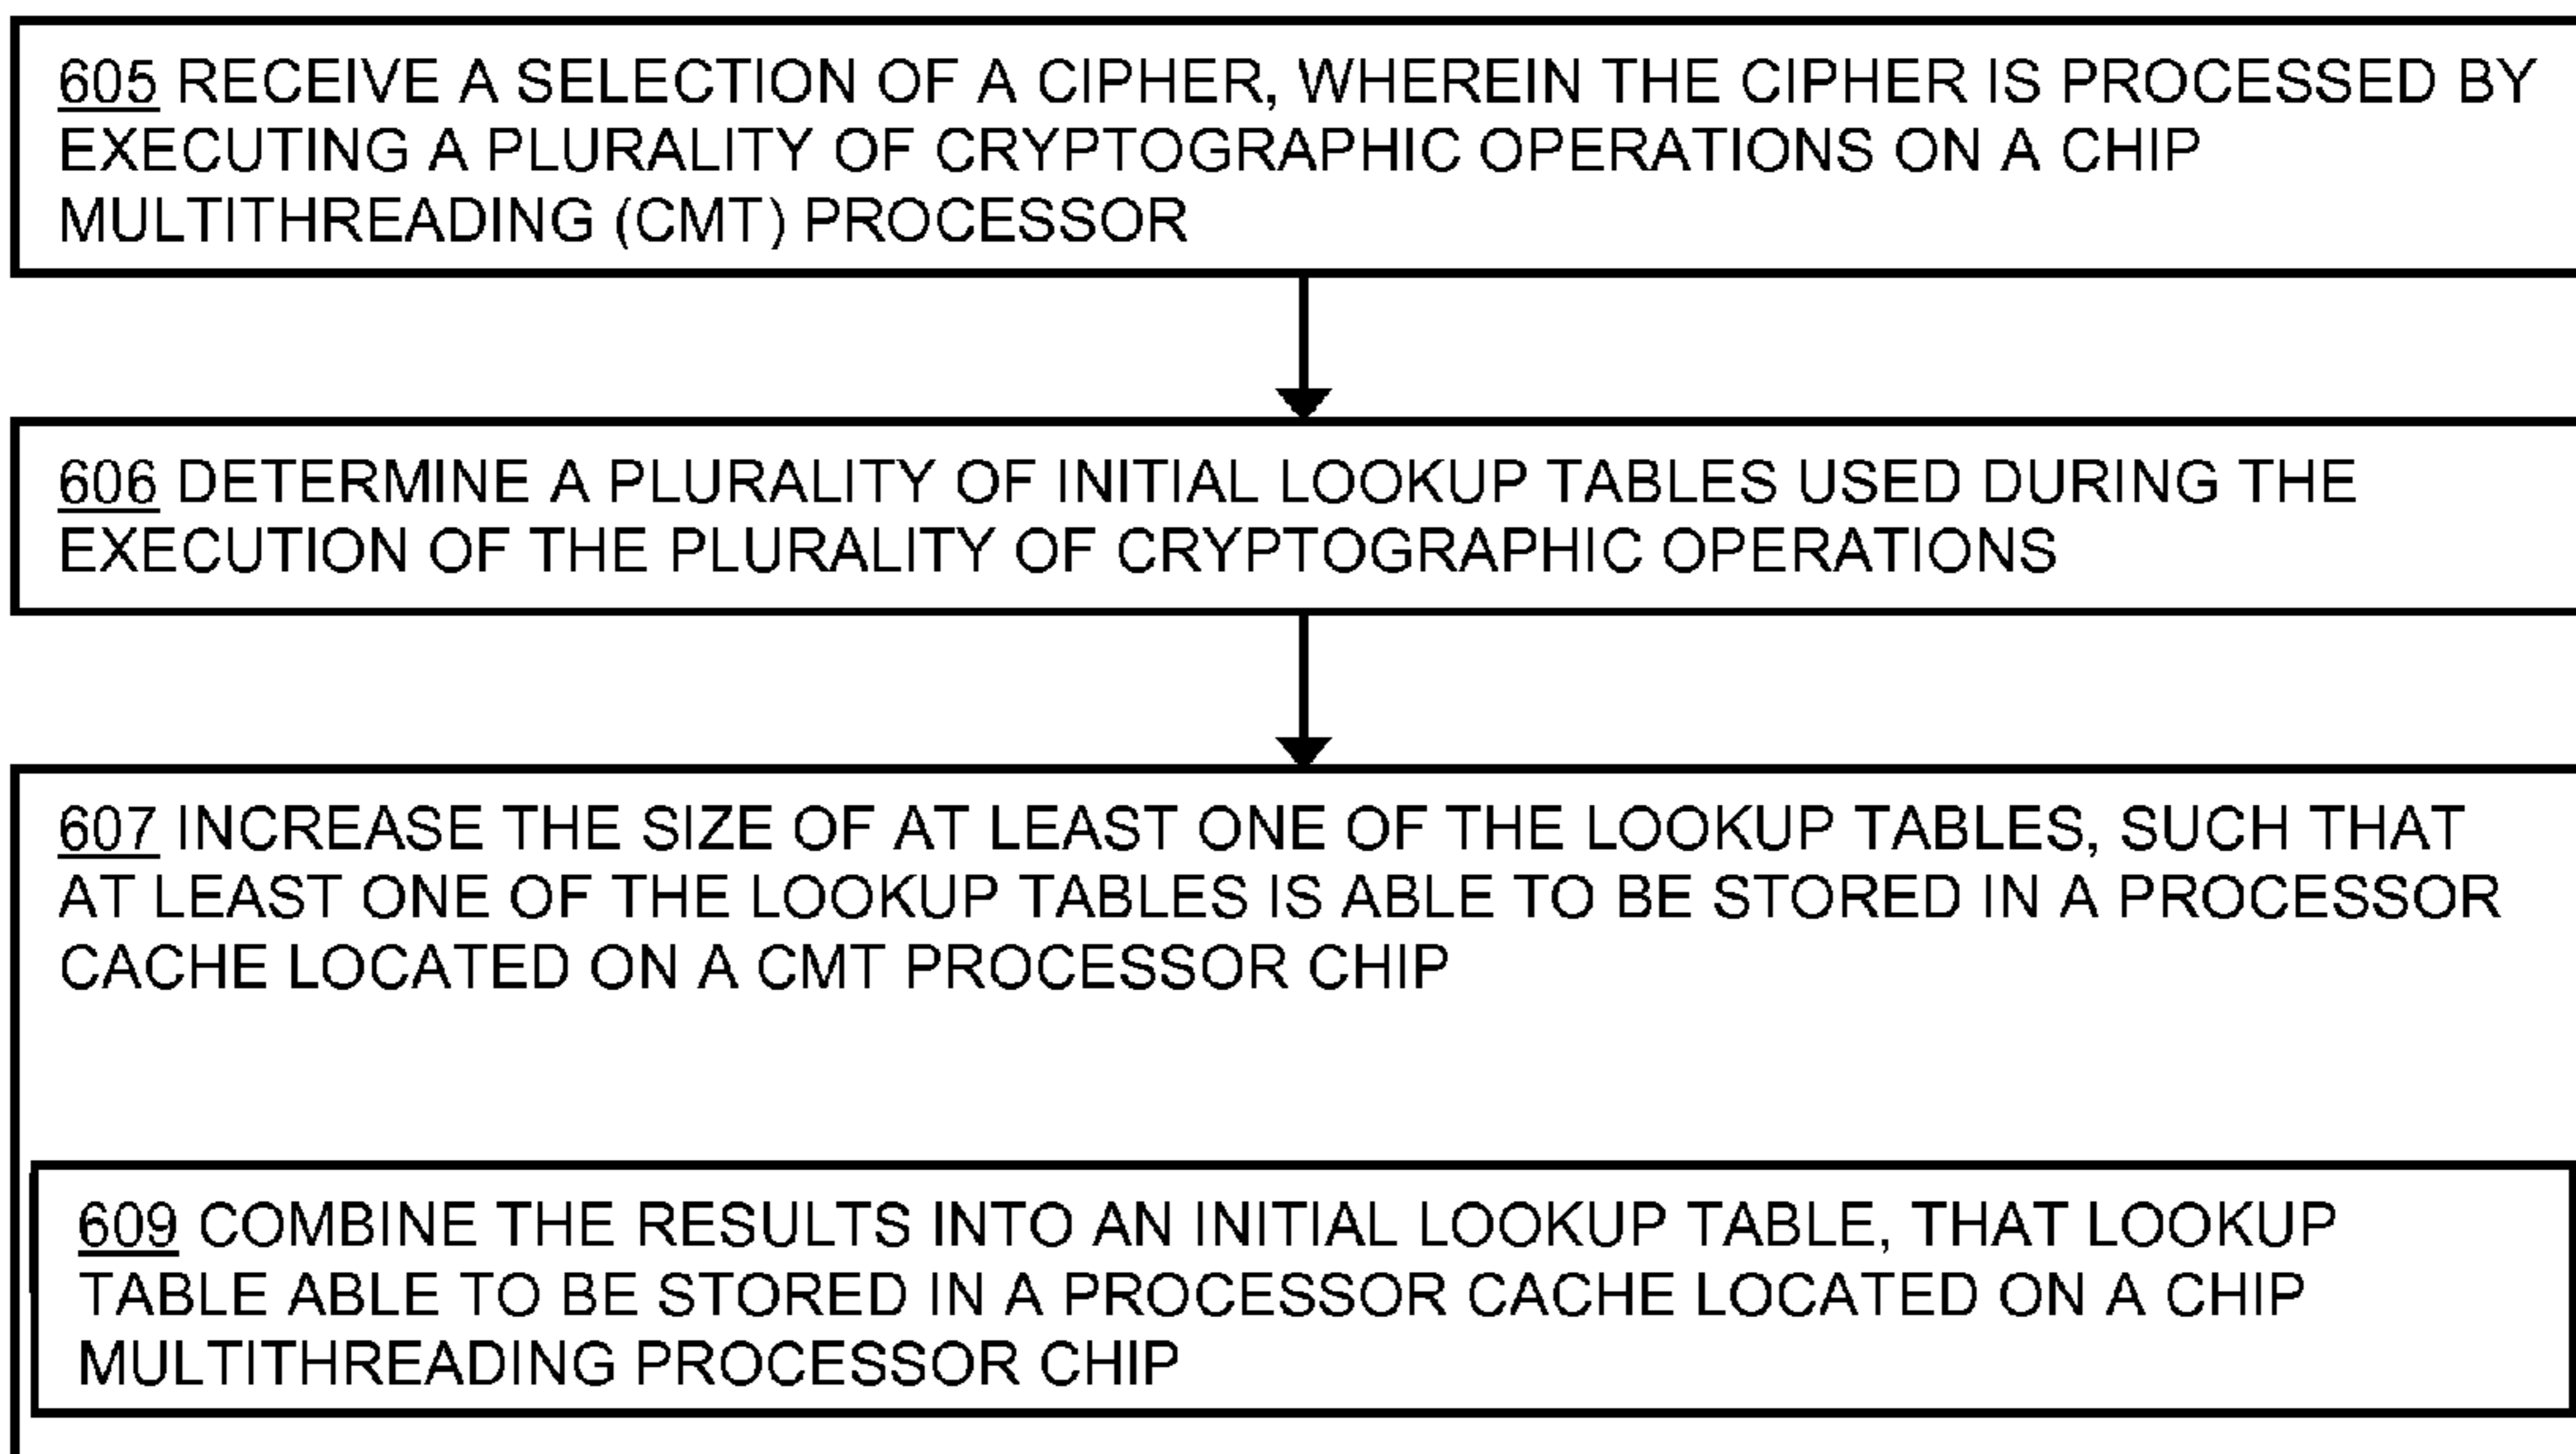 605 RECEIVE A SELECTION OF A CIPHER, WHEREIN THE CIPHER IS PROCESSED BY
EXECUTING A PLURALITY OF CRYPTOGRAPHIC OPERATIONS ON A CHIP
MULTITHREADING (CMT) PROCESSOR
606 DETERMINE A PLURALITY OF INITIAL LOOKUP TABLES USED DURING THE
EXECUTION OF THE PLURALITY OF CRYPTOGRAPHIC OPERATIONS
607 INCREASE THE SIZE OF AT LEAST ONE OF THE LOOKUP TABLES, SUCH THAT
AT LEAST ONE OF THE LOOKUP TABLES IS ABLE TO BE STORED IN A PROCESSOR
CACHE LOCATED ON A CMT PROCESSOR CHIP
609 COMBINE THE RESULTS INTO AN INITIAL LOOKUP TABLE, THAT LOOKUP
TABLE ABLE TO BE STORED IN A PROCESSOR CACHE LOCATED ON A CHIP
MULTITHREADING PROCESSOR CHIP